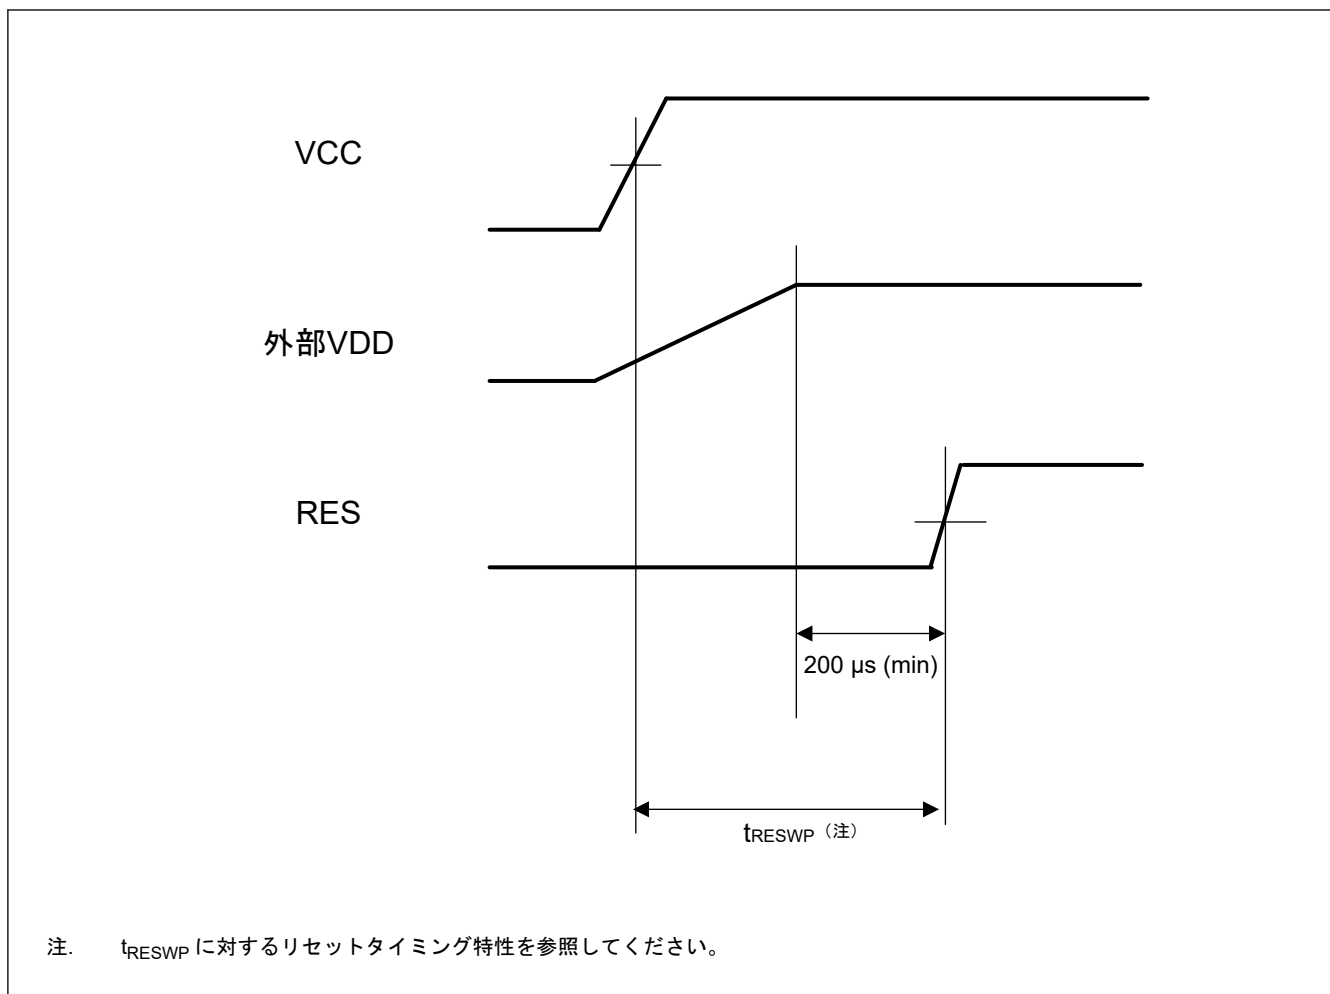 VCC
外部VDD
RES
200 µs (min)
tRESWP（注）
注. tRESWP に対するリセットタイミング特性を参照してください。